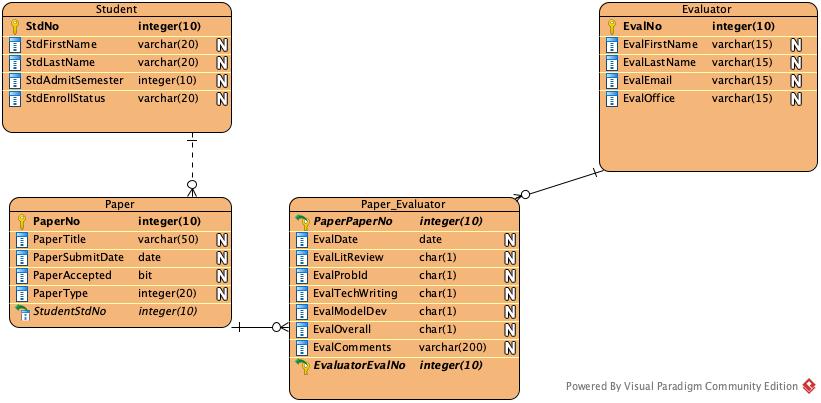 Student
StdNo integer(10)
StdFirstName varchar(20) N
StdLastName varchar(20) N
StdAdmitSemester integer(10) N
StdEnrollStatus varchar(20) N
Evaluator
EvalNo integer(10)
EvalFirstName varchar(15) N
EvalLastName varchar(15) N
EvalEmail varchar(15) N
EvalOffice varchar(15) N
Paper
PaperNo integer(10)
PaperTitle varchar(50) N
PaperSubmitDate date N
PaperAccepted bit N
PaperType integer(20) N
StudentStdNo integer(10)
Paper_Evaluator
PaperPaperNo integer(10)
EvalDate date N
EvalLitReview char(1) N
EvalProbId char(1) N
EvalTechWriting char(1) N
EvalModelDev char(1) N
EvalOverall char(1) N
EvalComments varchar(200) N
EvaluatorEvalNo integer(10)
Powered By Visual Paradigm Community Edition